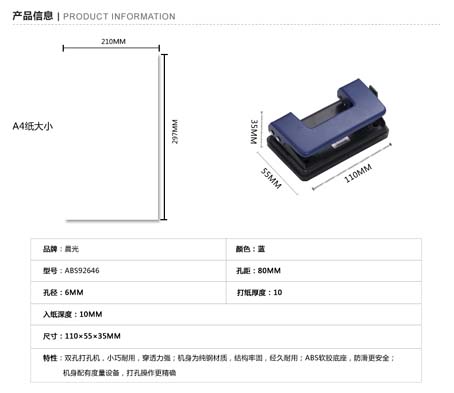 产品信息 | PRODUCT INFORMATION
210MM
A4纸大小
297MM
35MM
55MM
110MM
品牌：晨光
颜色：蓝
型号：ABS92646
孔距：80MM
孔径：6MM
打纸厚度：10
入纸深度：10MM
尺寸：110×55×35MM
特性：双孔打孔机，小巧耐用，穿透力强；机身为纯钢材质，结构牢固，经久耐用；ABS软胶底座，防滑更安全；
机身配有度量设备，打孔操作更精确